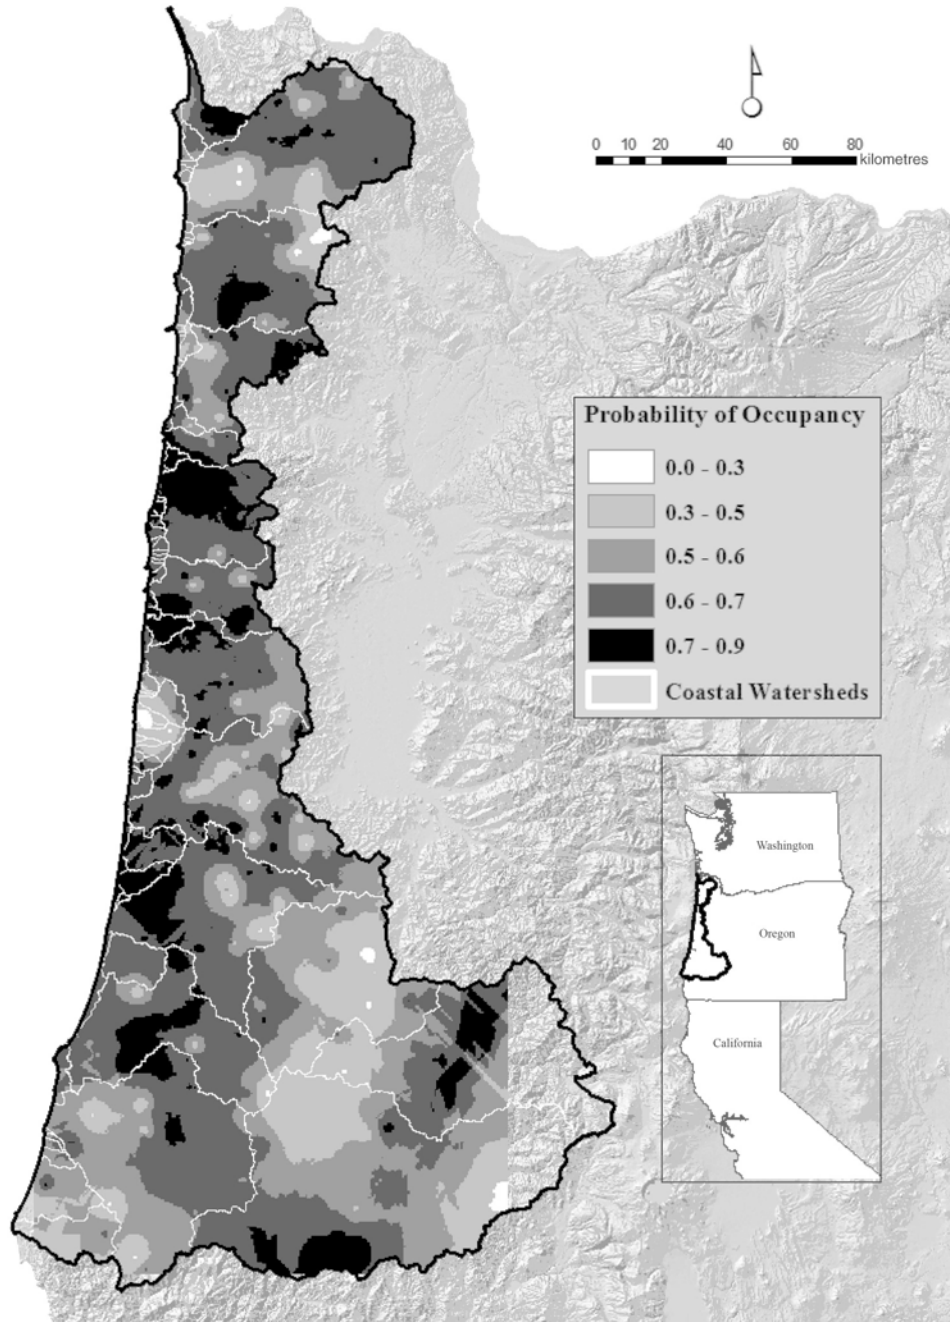 0 10 20 40 60 80
kilometres
Probability of Occupancy
0.0 - 0.3
0.3 - 0.5
0.5 - 0.6
0.6 - 0.7
0.7 - 0.9
Coastal Watersheds
Washington
Oregon
California